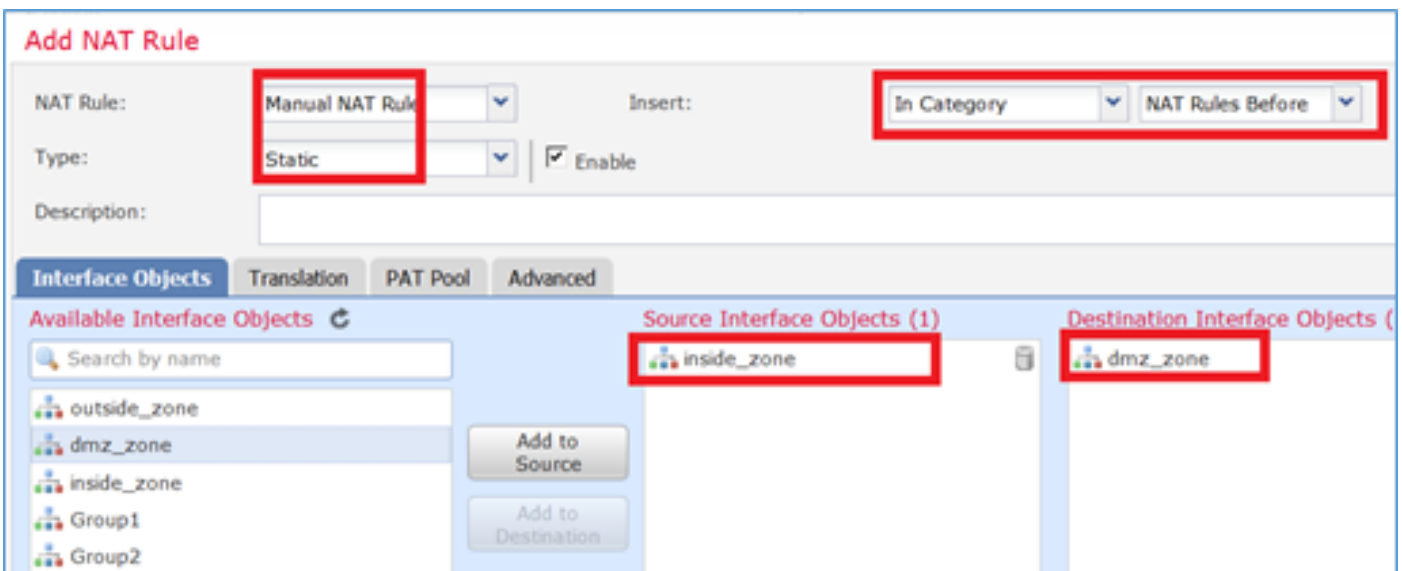 Add NAT Rule
NAT Rule: Manual NAT Rule Insert: In Category NAT Rules Before
Type: Static Enable
Description:
Interface Objects Translation PAT Pool Advanced
Available Interface Objects Source Interface Objects (1) Destination Interface Objects (
Search by name inside_zone dmz_zone
outside_zone
dmz_zone Add to
Source
inside_zone
Group1 Add to
Destination
Group2